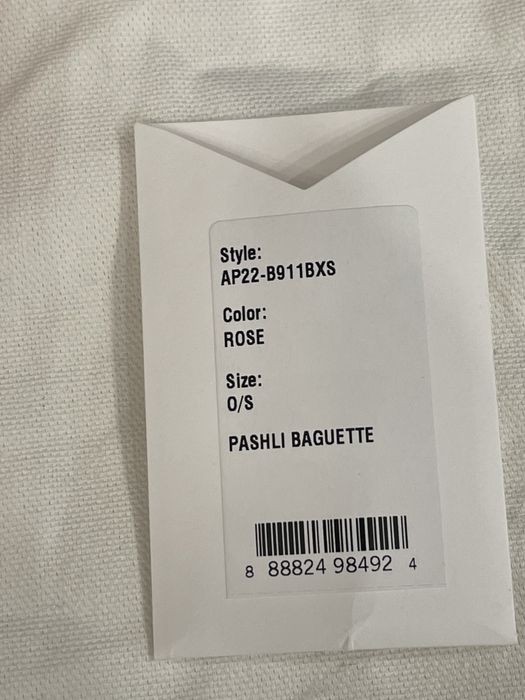 Style:
AP22-B911BXS
Color:
ROSE
Size:
O/S
PASHLI BAGUETTE
8 88824 98492 4